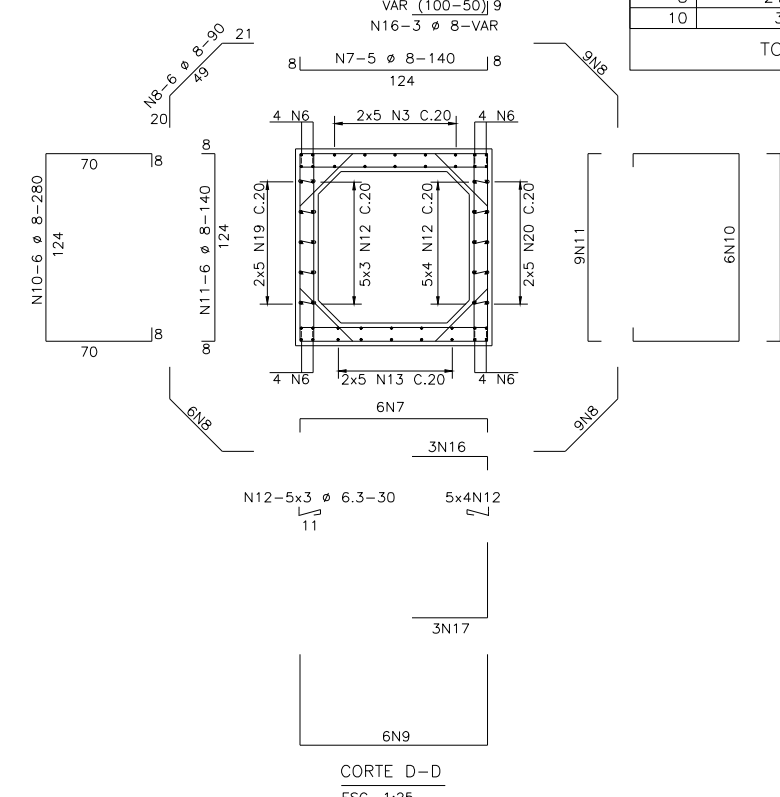 VAR (100-50) 9
N16-3 ø 8-VAR
10
TO
N8-6 ø 8-90
49
21
20
8
N7-5 ø 8-140
8
124
9N8
4 N6
2x5 N3 C.20
4 N6
70
8
8
N10-6 ø 8-280
124
N11-6 ø 8-140
124
2x5 N19 C.20
5x3 N12 C.20
5x4 N12 C.20
2x5 N20 C.20
9N11
6N10
8
70
8
4 N6
2x5 N13 C.20
4 N6
6N8
6N7
9N8
3N16
N12-5x3 ø 6.3-30
5x4N12
11
3N17
6N9
CORTE D-D